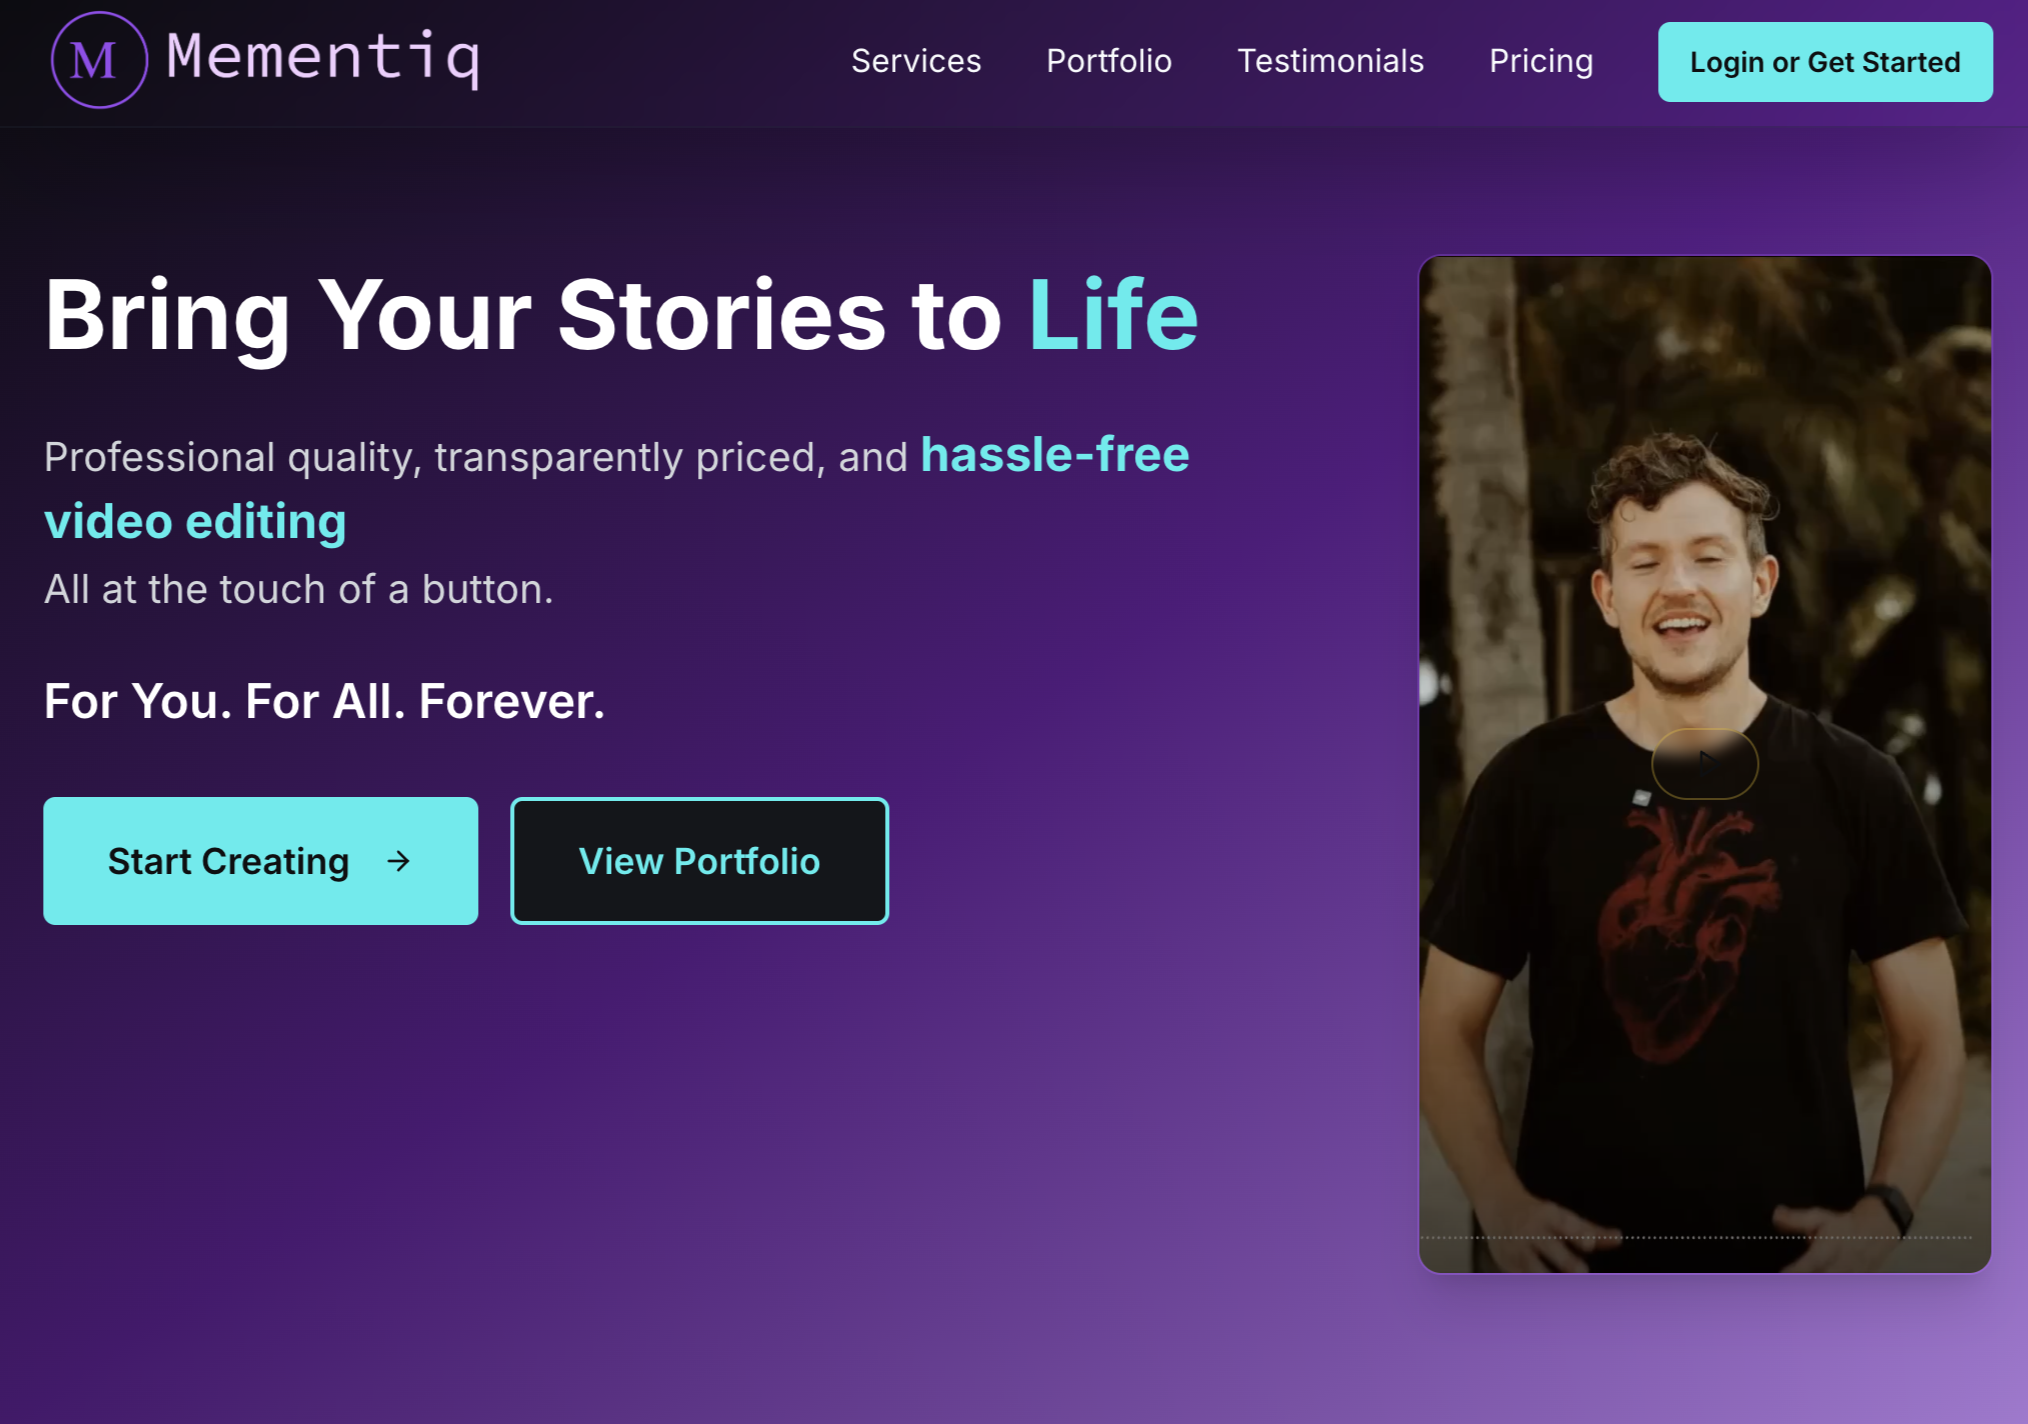 M Mementiq
Services Portfolio Testimonials Pricing Login or Get Started
Bring Your Stories to Life
Professional quality, transparently priced, and hassle-free
video editing
All at the touch of a button.
For You. For All. Forever.
Start Creating → View Portfolio